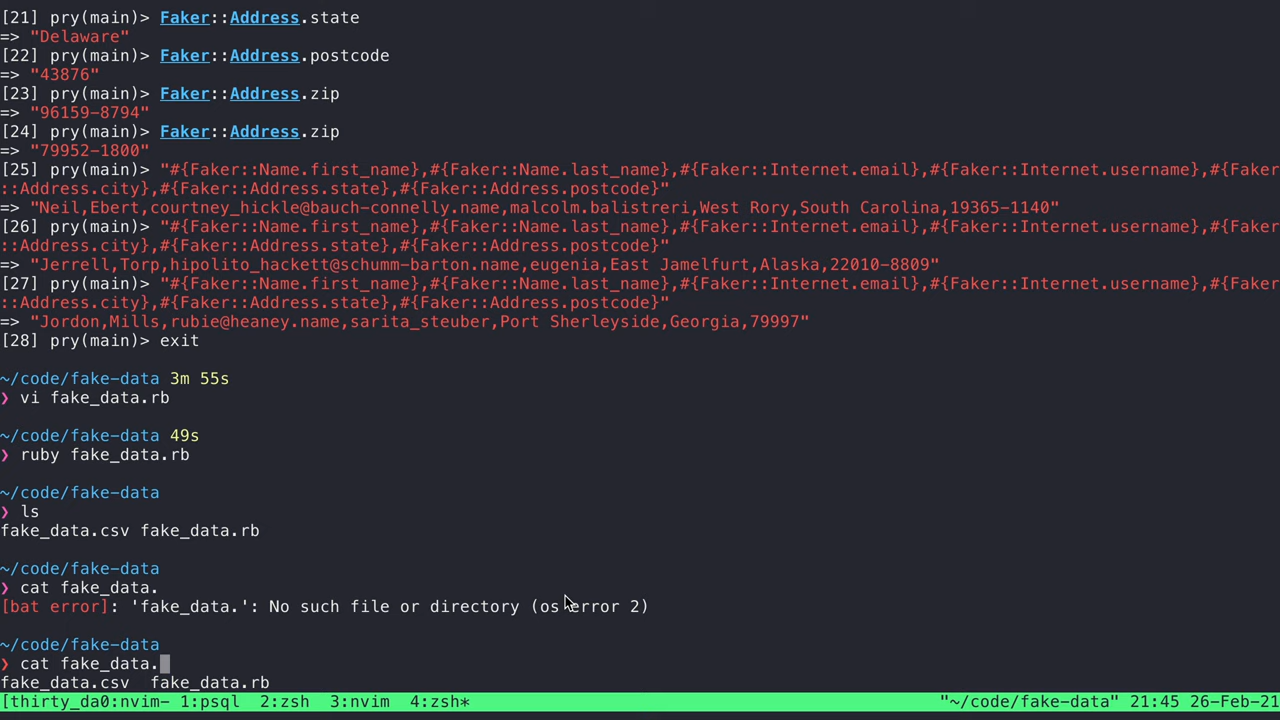 [21] pry(main)> Faker::Address.state
=> "Delaware"
[22] pry(main)> Faker::Address.postcode
=> "43876"
[23] pry(main)> Faker::Address.zip
=> "96159-8794"
[24] pry(main)> Faker::Address.zip
=> "79952-1800"
[25] pry(main)> "#{Faker::Name.first_name},#{Faker::Name.last_name},#{Faker::Internet.email},#{Faker::Internet.username},#{Faker
::Address.city},#{Faker::Address.state},#{Faker::Address.postcode}"
=> "Neil,Ebert,courtney_hickle@bauch-connelly.name,malcolm.balistreri,West Rory,South Carolina,19365-1140"
[26] pry(main)> "#{Faker::Name.first_name},#{Faker::Name.last_name},#{Faker::Internet.email},#{Faker::Internet.username},#{Faker
::Address.city},#{Faker::Address.state},#{Faker::Address.postcode}"
=> "Jerrell,Torp,hipolito_hackett@schumm-barton.name,eugenia,East Jamelfurt,Alaska,22010-8809"
[27] pry(main)> "#{Faker::Name.first_name},#{Faker::Name.last_name},#{Faker::Internet.email},#{Faker::Internet.username},#{Faker
::Address.city},#{Faker::Address.state},#{Faker::Address.postcode}"
=> "Jordon,Mills,rubie@heaney.name,sarita_steuber,Port Sherleyside,Georgia,79997"
[28] pry(main)> exit
~/code/fake-data 3m 55s
❯ vi fake_data.rb
~/code/fake-data 49s
❯ ruby fake_data.rb
~/code/fake-data
❯ ls
fake_data.csv fake_data.rb
~/code/fake-data
❯ cat fake_data.
[bat error]: 'fake_data.': No such file or directory (os error 2)
~/code/fake-data
❯ cat fake_data.
fake_data.csv  fake_data.rb
[thirty_da0:nvim- 1:psql  2:zsh  3:nvim  4:zsh* "~/code/fake-data" 21:45 26-Feb-21